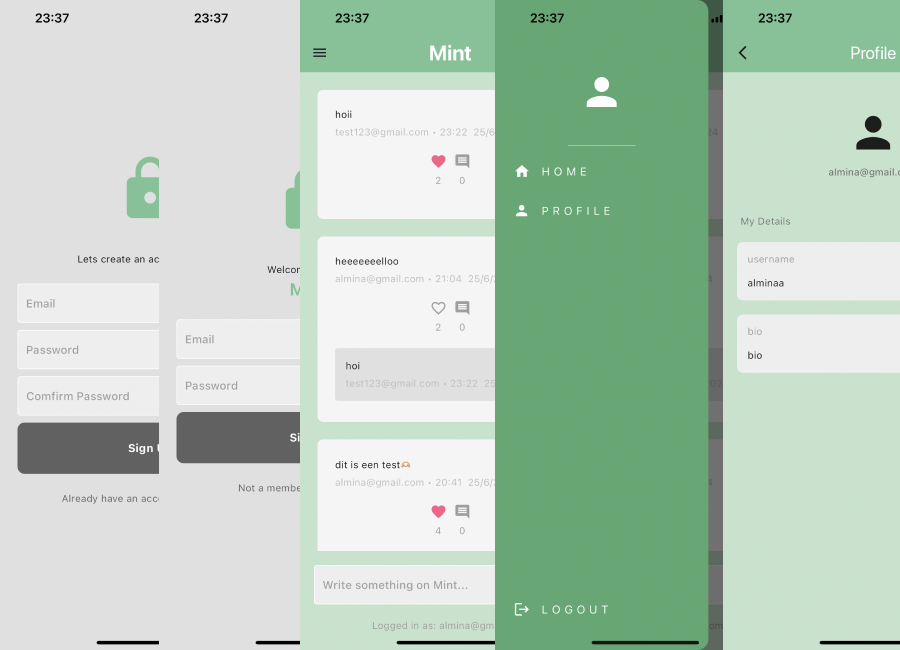 23:37
Lets create an ac
Email
Password
Comfirm Password
Sign
Already have an acc
23:37
Welcor
M
Email
Password
Si
Not a membe
23:37
Mint
hoii
test123@gmail.com • 23:22 25/6
2 0
heeeeeeelloo
almina@gmail.com • 21:04 25/6/
2 0
hoi
test123@gmail.com • 23:22 25
dit is een test
almina@gmail.com • 20:41 25/6/
4 0
Write something on Mint...
Logged in as: almina@gm
23:37
HOME
PROFILE
LOGOUT
23:37
Profile
almina@gmail.c
My Details
username
alminaa
bio
bio